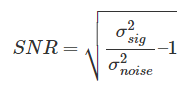 SNR = √(σ²_sig / σ²_noise − 1)